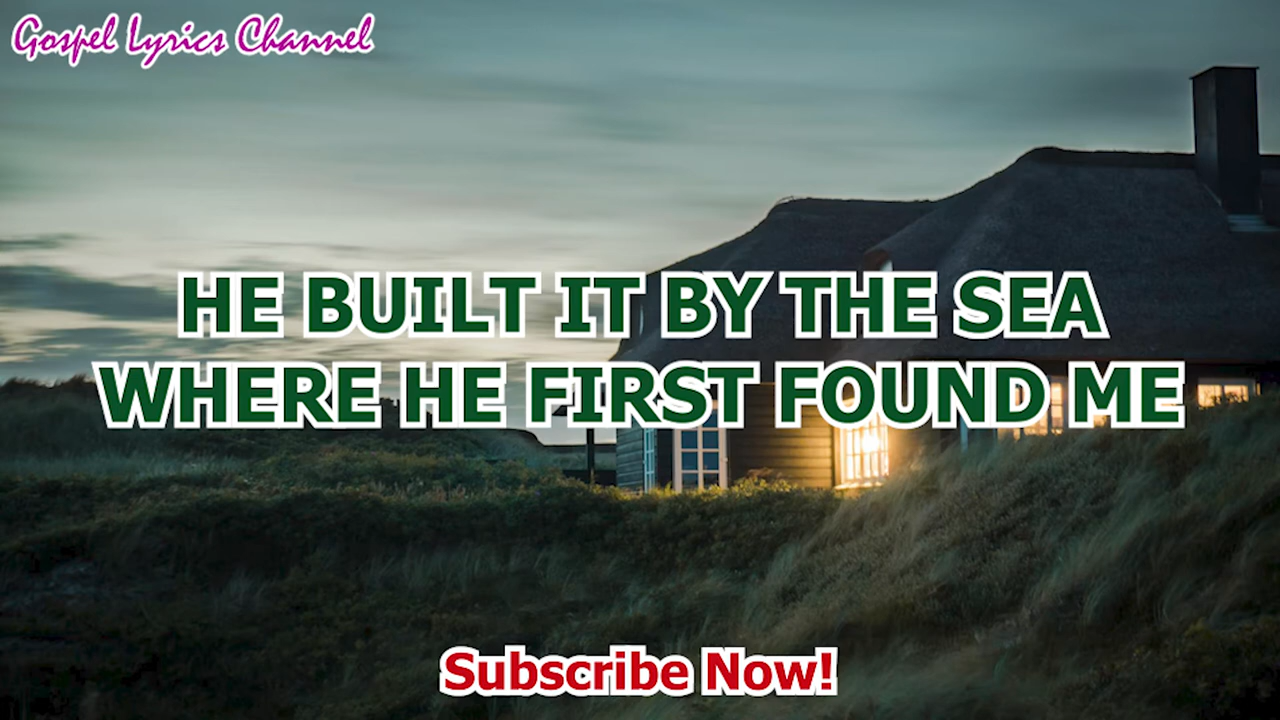 Gospel Lyrics Channel
HE BUILT IT BY THE SEA
WHERE HE FIRST FOUND ME
Subscribe Now!